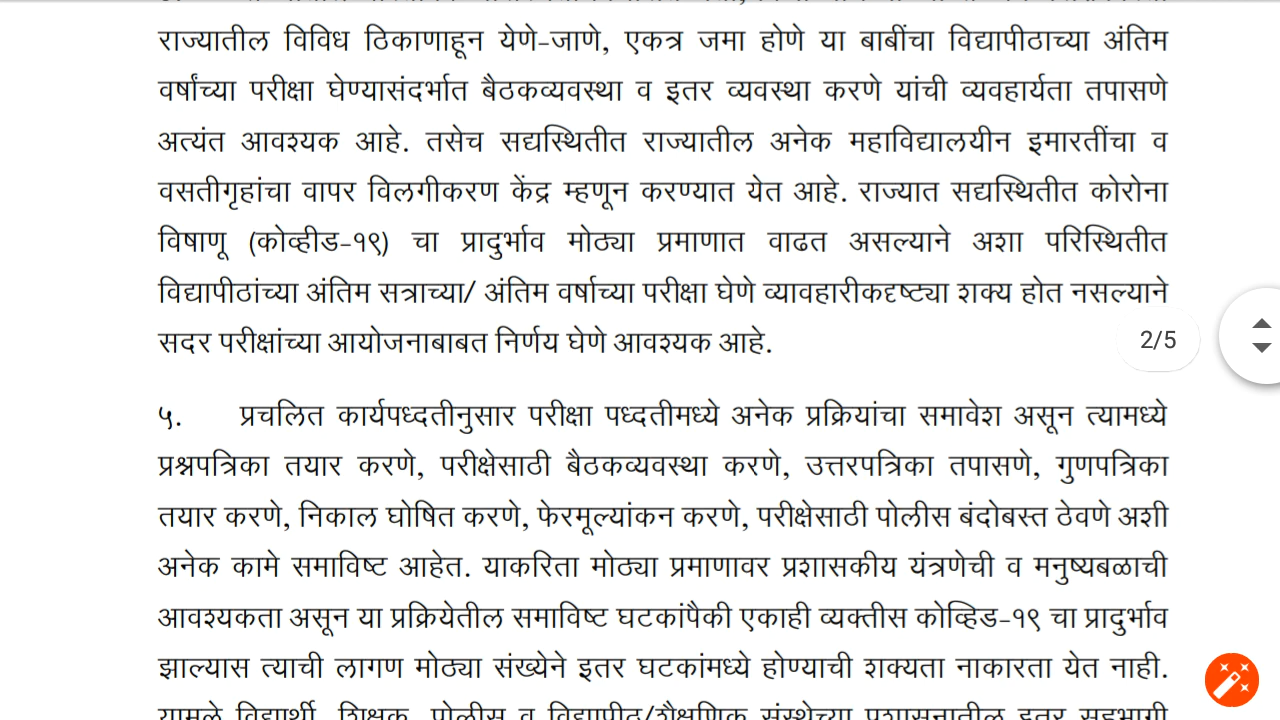 राज्यातील विविध ठिकाणाहून येणे-जाणे, एकत्र जमा होणे या बाबींचा विद्यापीठाच्या अंतिम
वर्षांच्या परीक्षा घेण्यासंदर्भात बैठकव्यवस्था व इतर व्यवस्था करणे यांची व्यवहार्यता तपासणे
अत्यंत आवश्यक आहे. तसेच सद्यस्थितीत राज्यातील अनेक महाविद्यालयीन इमारतींचा व
वसतीगृहांचा वापर विलगीकरण केंद्र म्हणून करण्यात येत आहे. राज्यात सद्यस्थितीत कोरोना
विषाणू (कोव्हीड-१९) चा प्रादुर्भाव मोठ्या प्रमाणात वाढत असल्याने अशा परिस्थितीत
विद्यापीठांच्या अंतिम सत्राच्या/ अंतिम वर्षाच्या परीक्षा घेणे व्यावहारीकदृष्ट्या शक्य होत नसल्याने
सदर परीक्षांच्या आयोजनाबाबत निर्णय घेणे आवश्यक आहे.
2/5
५. प्रचलित कार्यपध्दतीनुसार परीक्षा पध्दतीमध्ये अनेक प्रक्रियांचा समावेश असून त्यामध्ये
प्रश्नपत्रिका तयार करणे, परीक्षेसाठी बैठकव्यवस्था करणे, उत्तरपत्रिका तपासणे, गुणपत्रिका
तयार करणे, निकाल घोषित करणे, फेरमूल्यांकन करणे, परीक्षेसाठी पोलीस बंदोबस्त ठेवणे अशी
अनेक कामे समाविष्ट आहेत. याकरिता मोठ्या प्रमाणावर प्रशासकीय यंत्रणेची व मनुष्यबळाची
आवश्यकता असून या प्रक्रियेतील समाविष्ट घटकांपैकी एकाही व्यक्तीस कोव्हिड-१९ चा प्रादुर्भाव
झाल्यास त्याची लागण मोठ्या संख्येने इतर घटकांमध्ये होण्याची शक्यता नाकारता येत नाही.
यामुळे विद्यार्थी, शिक्षक, पोलीस व विद्यापीठ/शैक्षणिक संस्थेच्या प्रशासनातील इतर सहभागी